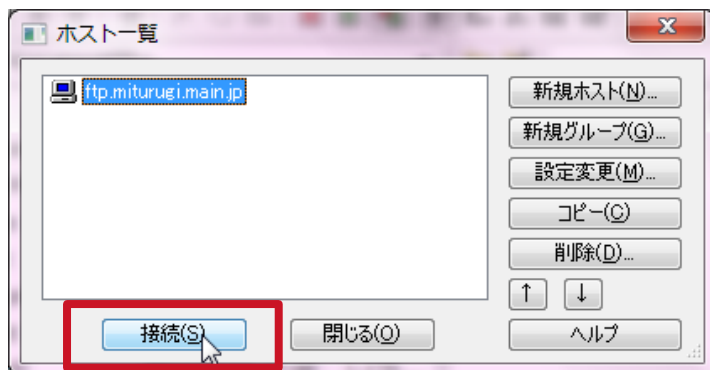 ホスト一覧
ftp.miturugi.main.jp
新規ホスト(N)...
新規グループ(G)...
設定変更(M)...
コピー(C)
削除(D)...
↑ ↓
接続(S) 閉じる(O) ヘルプ